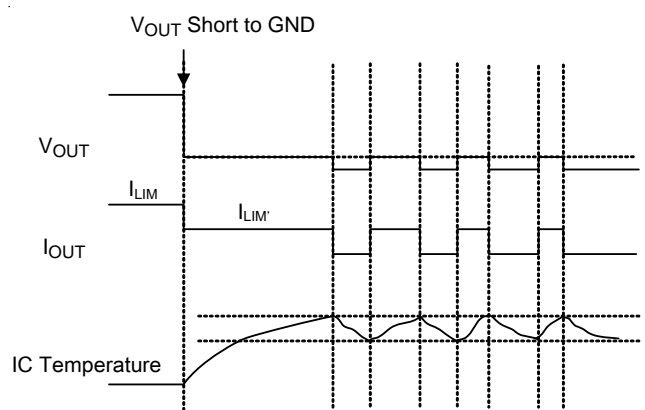 VOUT Short to GND
VOUT
ILIM
ILIM'
IOUT
IC Temperature